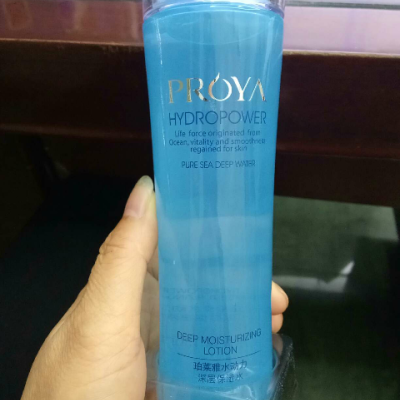 PROYA
HYDROPOWER
Life force originated from
Ocean, vitality and smoothness
regained for skin
PURE SEA DEEP WATER
DEEP MOISTURIZING
LOTION
珀莱雅水动力